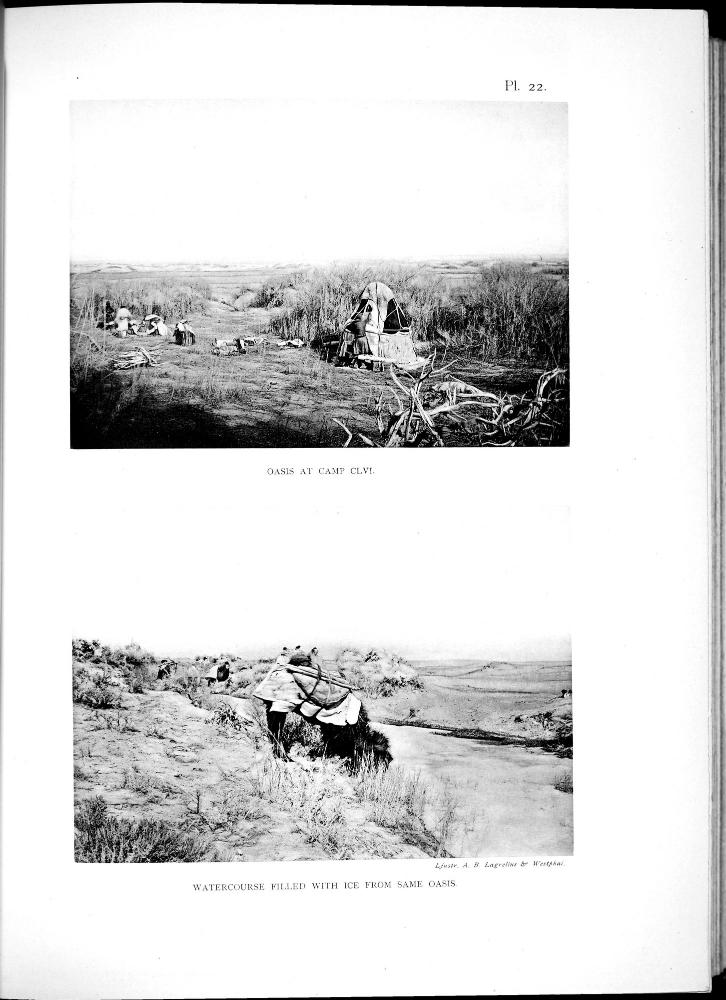 Pl. 22.
OASIS AT CAMP CLVI.
Ljustr. A. B. Lagrelius & Westphal.
WATERCOURSE FILLED WITH ICE FROM SAME OASIS.